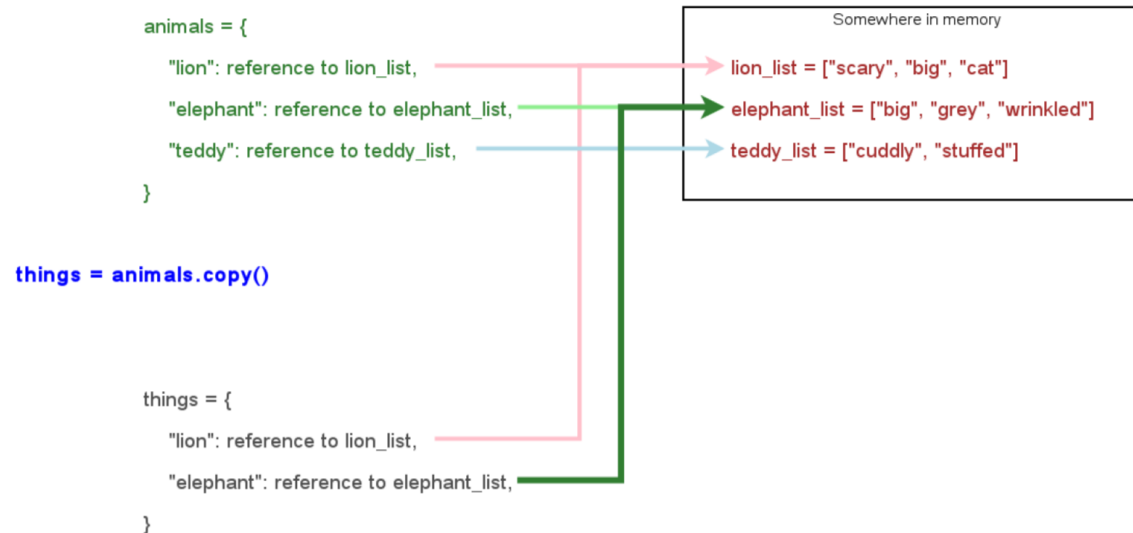 animals = {
"lion": reference to lion_list,
"elephant": reference to elephant_list,
"teddy": reference to teddy_list,
}
Somewhere in memory
lion_list = ["scary", "big", "cat"]
elephant_list = ["big", "grey", "wrinkled"]
teddy_list = ["cuddly", "stuffed"]
things = animals.copy()
things = {
"lion": reference to lion_list,
"elephant": reference to elephant_list,
}